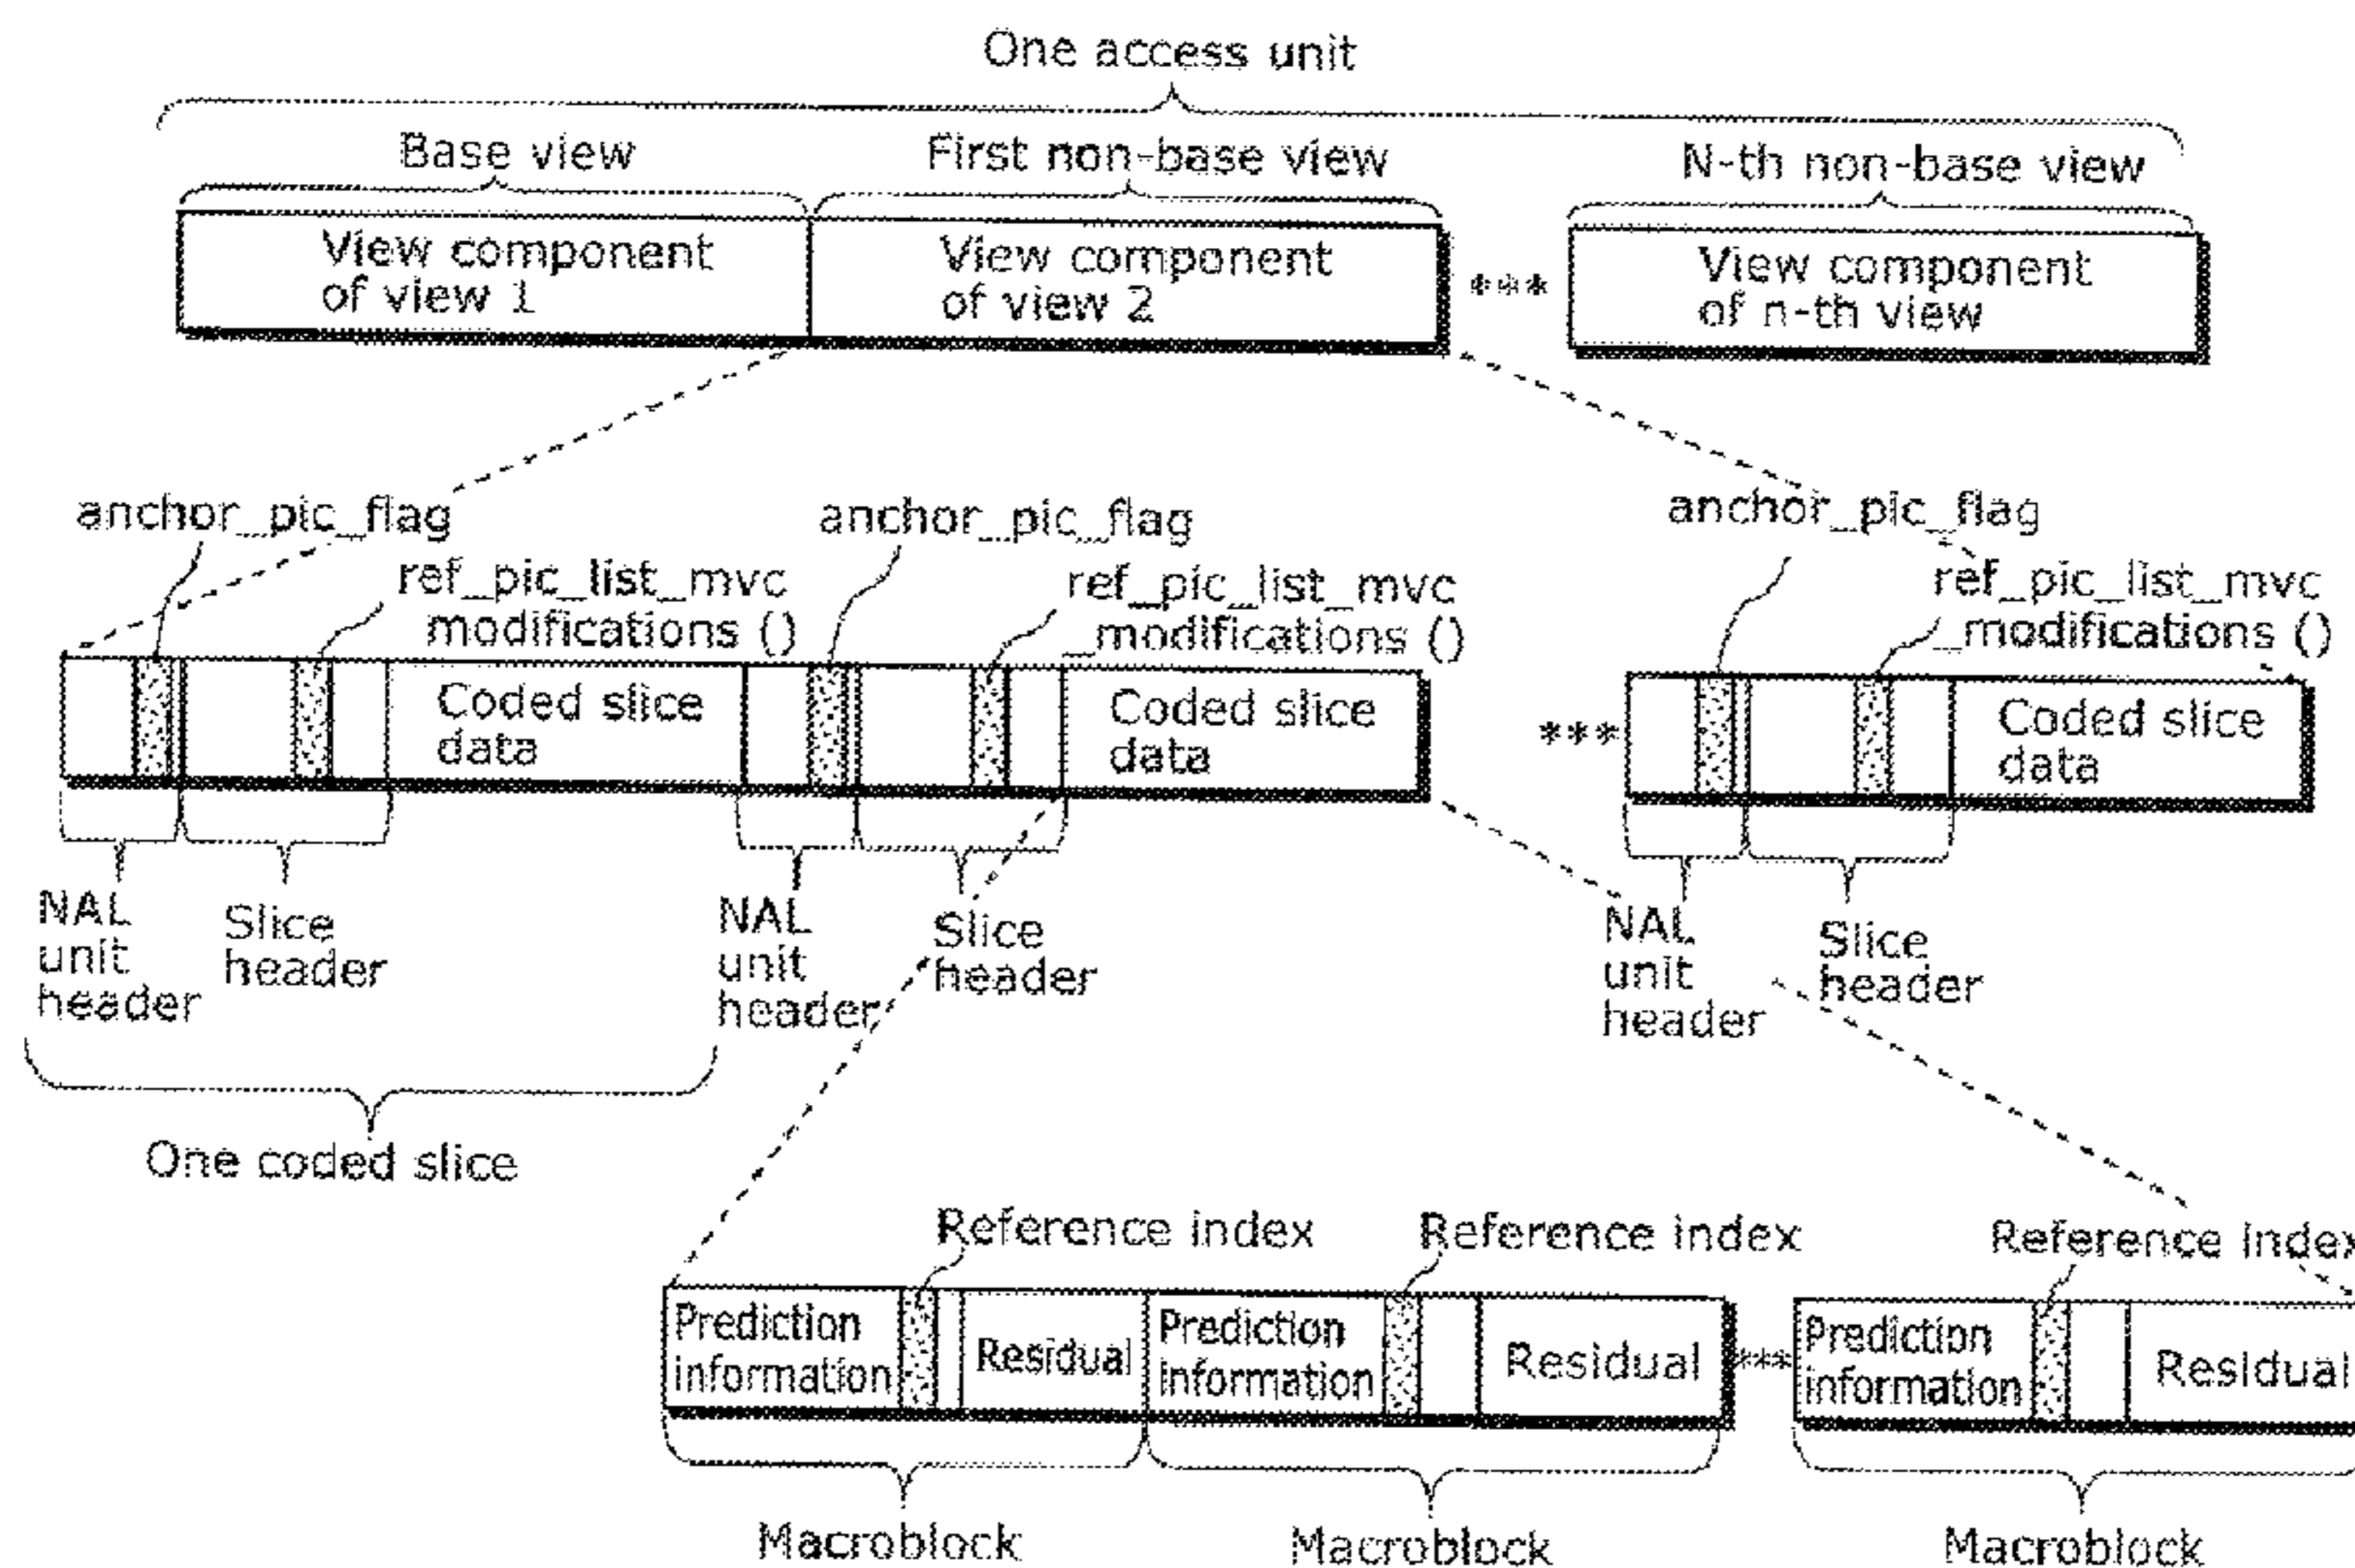 One access unit
Base view
First non-base view
N-th non-base view
View component
of view 1
View component
of view 2
***
View component
of n-th view
anchor_pic_flag
anchor_pic_flag
anchor_pic_flag
ref_pic_list_mvc
modifications ()
ref_pic_list_mvc
_modifications ()
ref_pic_list_mvc
_modifications ()
Coded slice
data
Coded slice
data
***
Coded slice
data
NAL
unit
header
Slice
header
NAL
unit
header
Slice
header
NAL
unit
header
Slice
header
One coded slice
Reference index
Reference index
Reference index
Prediction
information
Residual
Prediction
information
Residual
***
Prediction
information
Residual
Macroblock
Macroblock
Macroblock